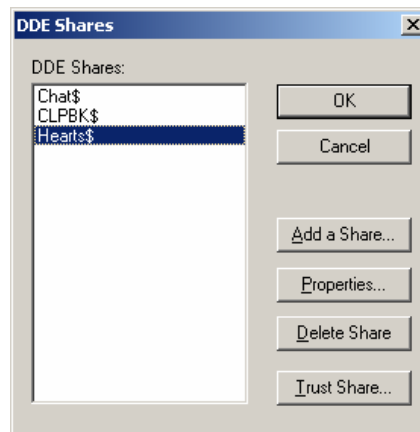 DDE Shares
DDE Shares:
Chat$
CLPBK$
Hearts$
OK
Cancel
Add a Share...
Properties...
Delete Share
Trust Share...